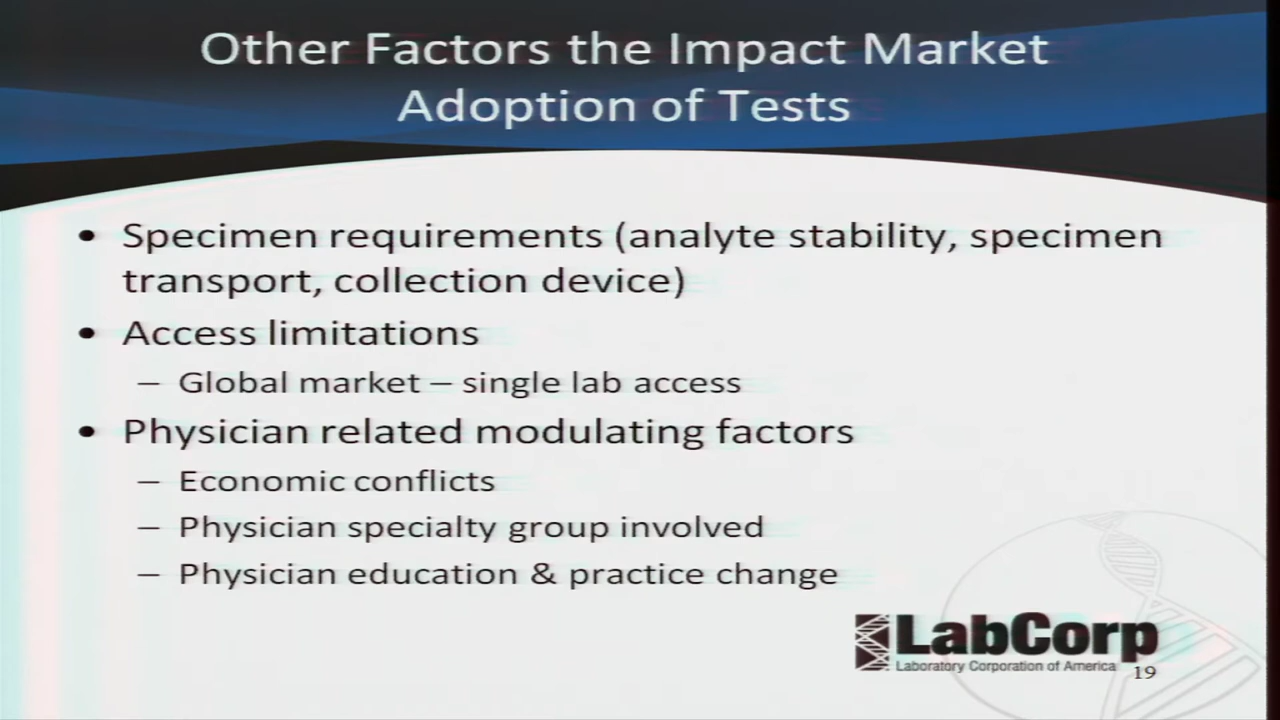 Other Factors the Impact Market
Adoption of Tests
• Specimen requirements (analyte stability, specimen
transport, collection device)
• Access limitations
– Global market – single lab access
• Physician related modulating factors
– Economic conflicts
– Physician specialty group involved
– Physician education & practice change
LabCorp
Laboratory Corporation of America
19